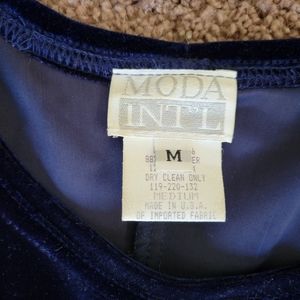 MODA
INT'L
M
DRY CLEAN ONLY
119-220-132
MEDIUM
MADE IN U.S.A.
OF IMPORTED FABRIC